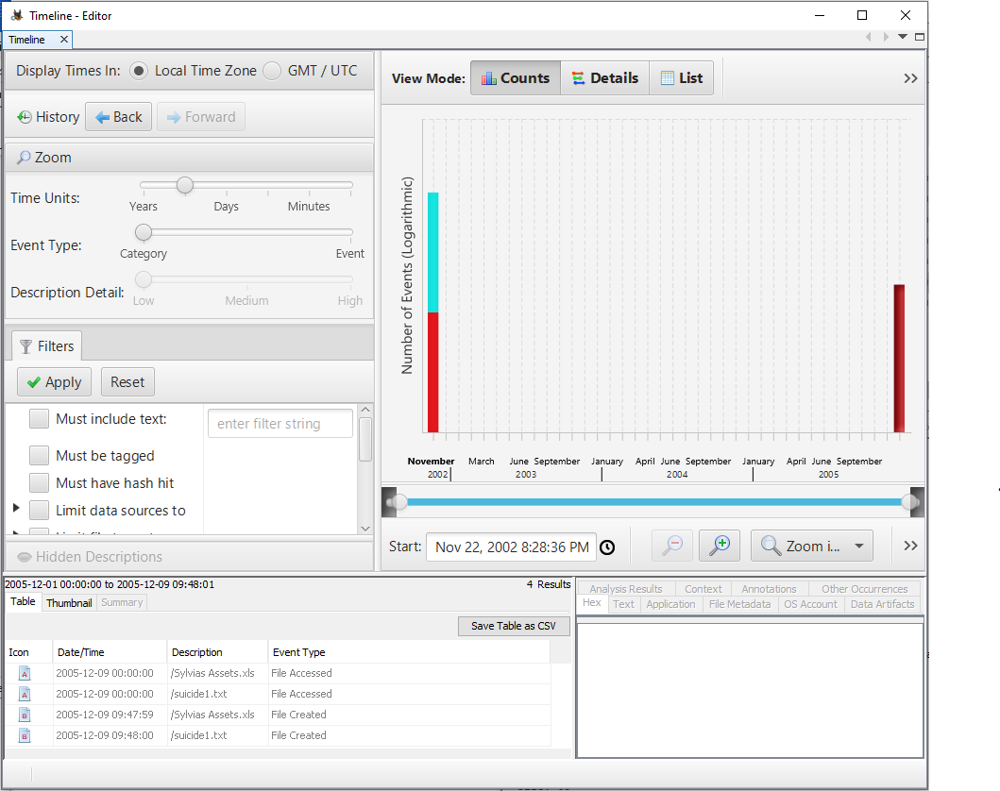 Timeline - Editor
Timeline
Display Times In: Local Time Zone GMT / UTC
History Back Forward
Zoom
Time Units:
Years Days Minutes
Event Type:
Category Event
Description Detail:
Low Medium High
Filters
Apply Reset
Must include text: enter filter string
Must be tagged
Must have hash hit
Limit data sources to
Hidden Descriptions
View Mode: Counts Details List
Number of Events (Logarithmic)
November March June September January April June September January April June September
2002 2003 2004 2005
Start: Nov 22, 2002 8:28:36 PM Zoom i...
2005-12-01 00:00:00 to 2005-12-09 09:48:01 4 Results
Table Thumbnail Summary
Save Table as CSV
Icon Date/Time Description Event Type
A 2005-12-09 00:00:00 /Sylvias Assets.xls File Accessed
A 2005-12-09 00:00:00 /suicide1.txt File Accessed
B 2005-12-09 09:47:59 /Sylvias Assets.xls File Created
B 2005-12-09 09:48:00 /suicide1.txt File Created
Analysis Results Context Annotations Other Occurrences
Hex Text Application File Metadata OS Account Data Artifacts